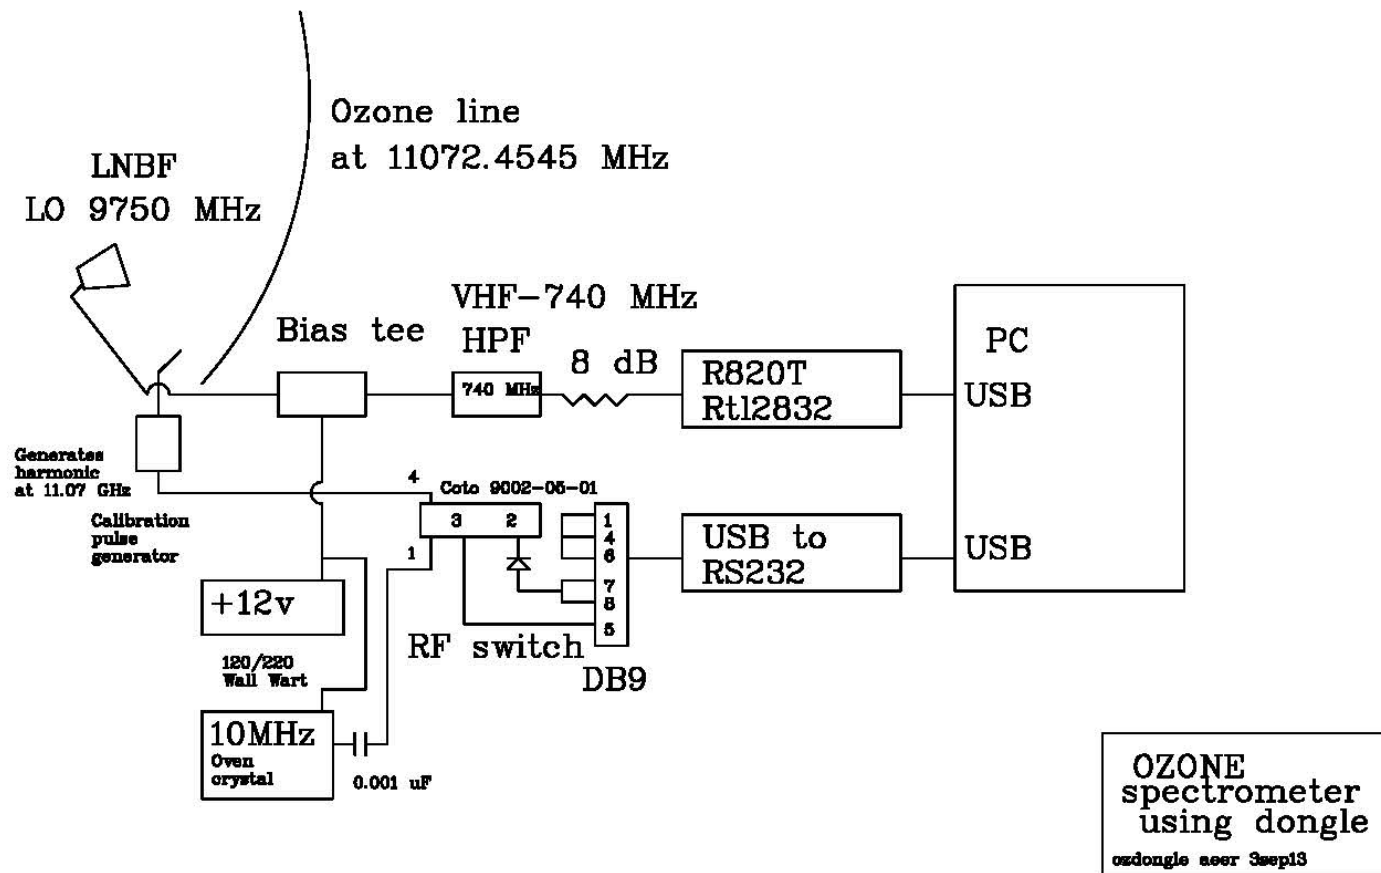 Ozone line
at 11072.4545 MHz
LNBF
LO 9750 MHz
Bias tee
VHF-740 MHz
HPF
740 MHz
8 dB
R820T
Rtl2832
PC
USB
Generates
harmonic
at 11.07 GHz
Calibration
pulse
generator
4
Coto 9002-05-01
3 2
1
1
4
6
7
8
5
USB to
RS232
USB
+12v
RF switch
DB9
120/220
Wall Wart
10MHz
Oven
crystal
0.001 uF
OZONE
spectrometer
using dongle
ozdongle aeer 3sep13